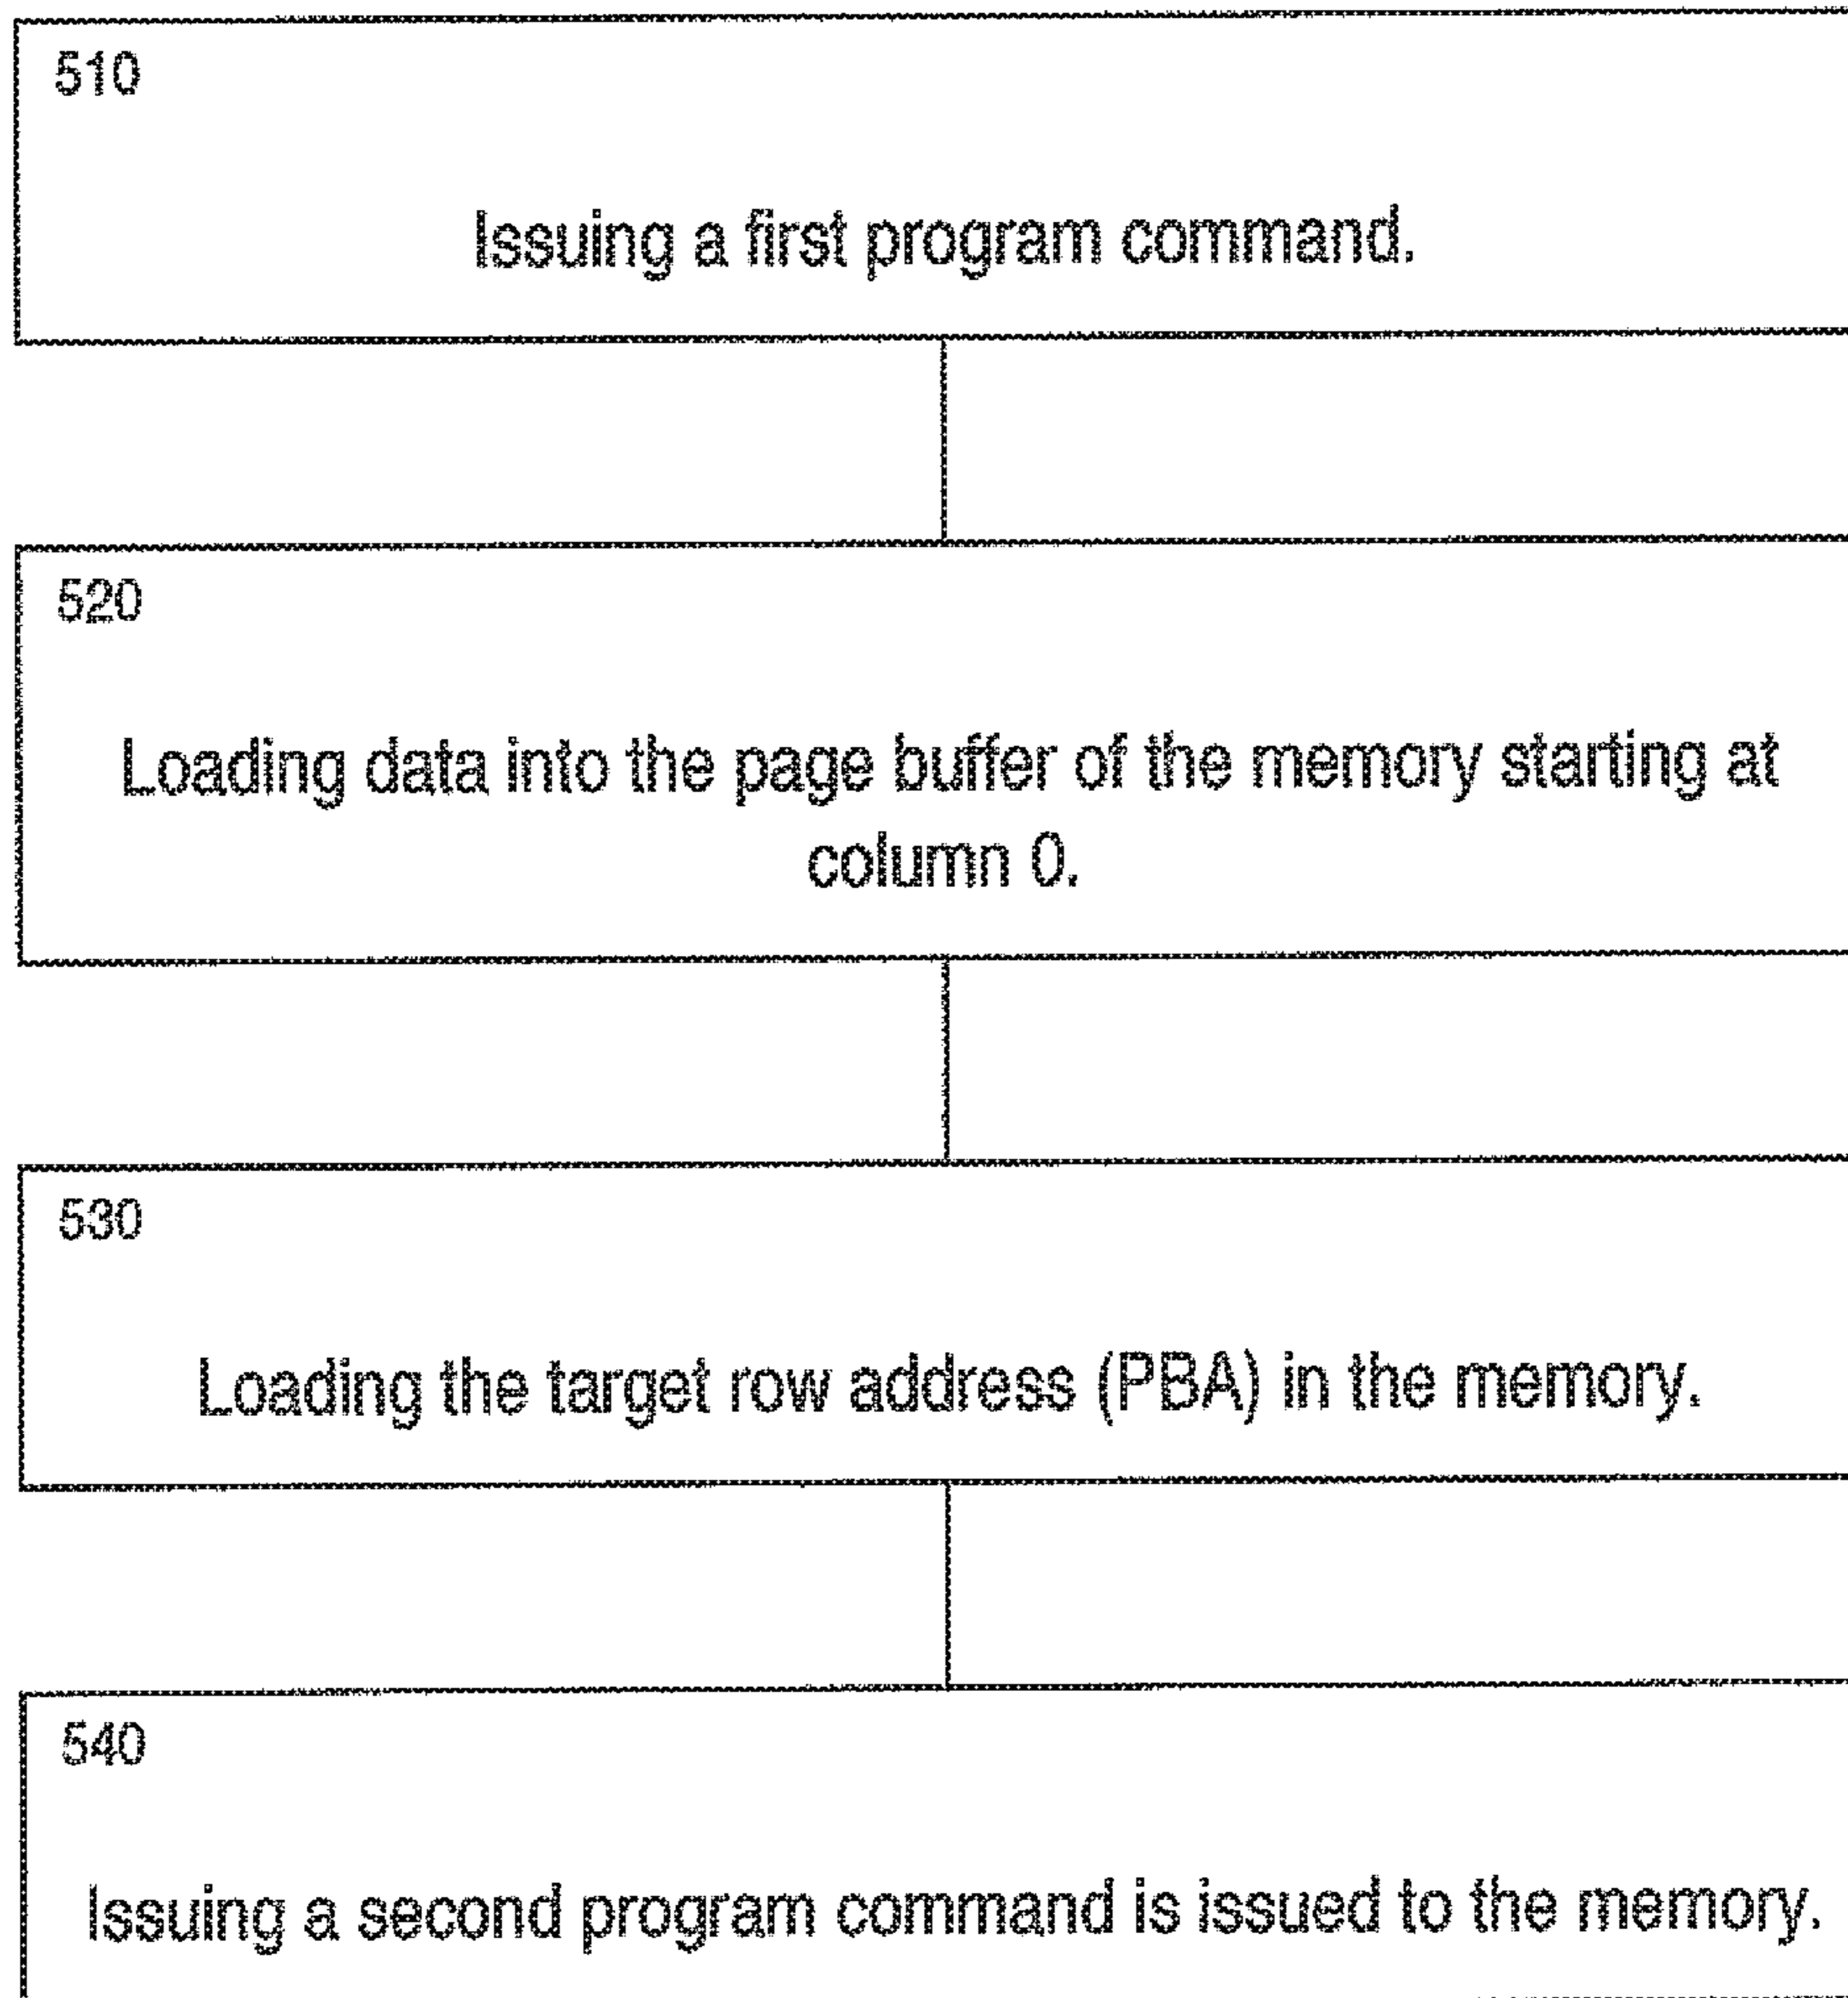 510
Issuing a first program command.
520
Loading data into the page buffer of the memory starting at
column 0.
530
Loading the target row address (PBA) in the memory.
540
Issuing a second program command is issued to the memory.